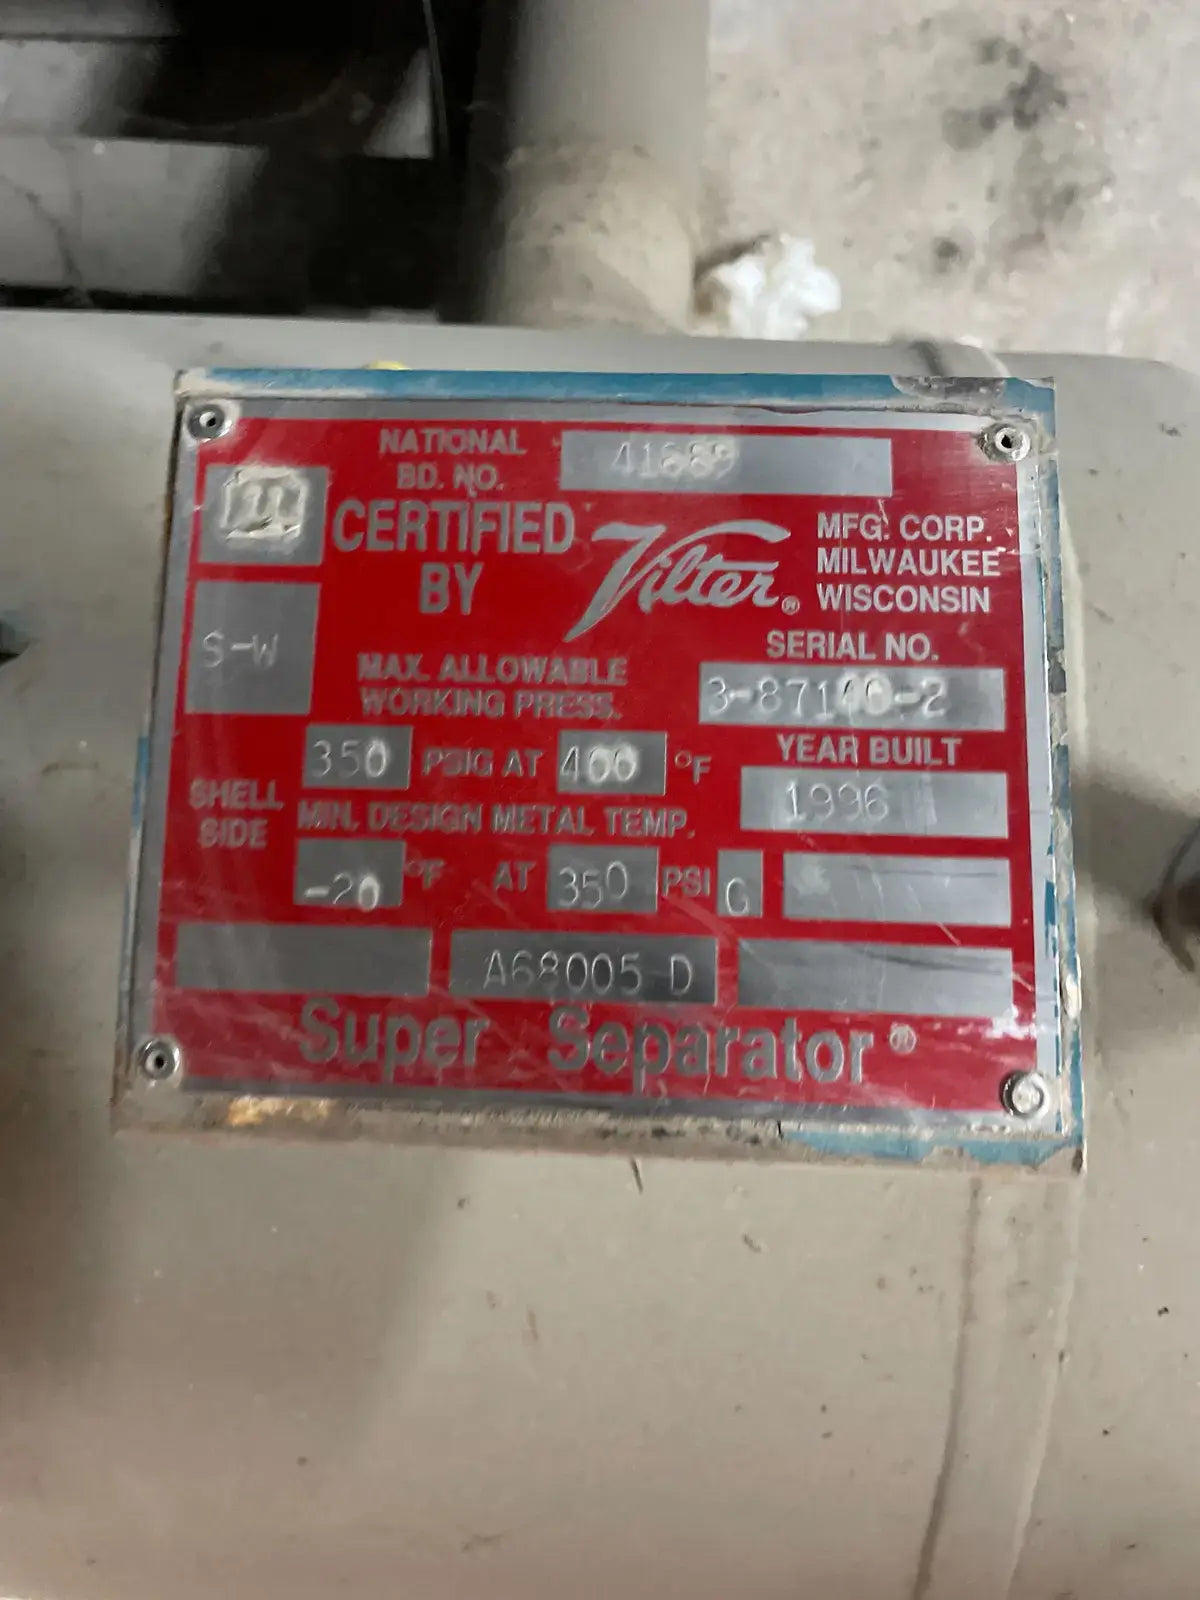 NATIONAL
BD. NO.
CERTIFIED
BY
Vilter®
MFG. CORP.
MILWAUKEE
WISCONSIN
U
S-W
MAX. ALLOWABLE
WORKING PRESS.
350 PSIG AT 400 °F
SERIAL NO.
YEAR BUILT
1996
SHELL
SIDE
MIN. DESIGN METAL TEMP.
-20 °F AT 350 PSI G
A68005 D
Super Separator®